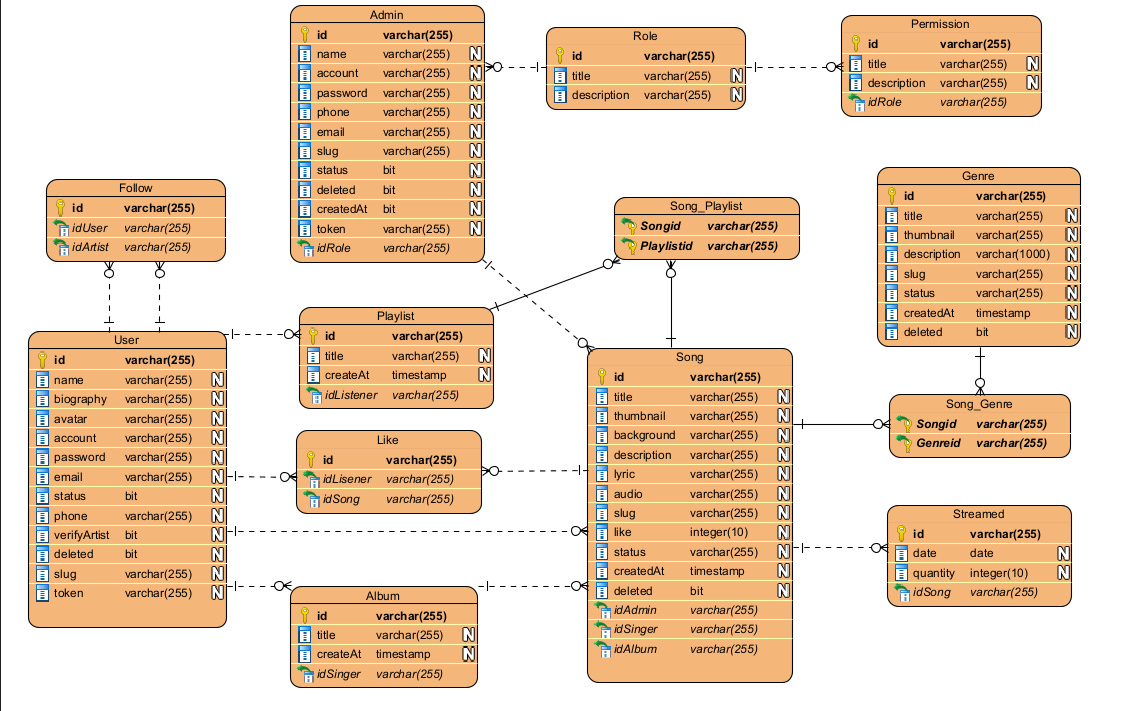 Admin
id varchar(255)
name varchar(255) N
account varchar(255) N
password varchar(255) N
phone varchar(255) N
email varchar(255) N
slug varchar(255) N
status bit N
deleted bit N
createdAt bit N
token varchar(255) N
idRole varchar(255)
Role
id varchar(255)
title varchar(255) N
description varchar(255) N
Permission
id varchar(255)
title varchar(255) N
description varchar(255) N
idRole varchar(255)
Follow
id varchar(255)
idUser varchar(255)
idArtist varchar(255)
Song_Playlist
Songid varchar(255)
Playlistid varchar(255)
Genre
id varchar(255)
title varchar(255) N
thumbnail varchar(255) N
description varchar(1000) N
slug varchar(255) N
status varchar(255) N
createdAt timestamp N
deleted bit N
User
id varchar(255)
name varchar(255) N
biography varchar(255) N
avatar varchar(255) N
account varchar(255) N
password varchar(255) N
email varchar(255) N
status bit N
phone varchar(255) N
verifyArtist bit N
deleted bit N
slug varchar(255) N
token varchar(255) N
Playlist
id varchar(255)
title varchar(255) N
createAt timestamp N
idListener varchar(255)
Like
id varchar(255)
idLisener varchar(255)
idSong varchar(255)
Album
id varchar(255)
title varchar(255) N
createAt timestamp N
idSinger varchar(255)
Song
id varchar(255)
title varchar(255) N
thumbnail varchar(255) N
background varchar(255) N
description varchar(255) N
lyric varchar(255) N
audio varchar(255) N
slug varchar(255) N
like integer(10) N
status varchar(255) N
createdAt timestamp N
deleted bit N
idAdmin varchar(255)
idSinger varchar(255)
idAlbum varchar(255)
Song_Genre
Songid varchar(255)
Genreid varchar(255)
Streamed
id varchar(255)
date date N
quantity integer(10) N
idSong varchar(255)